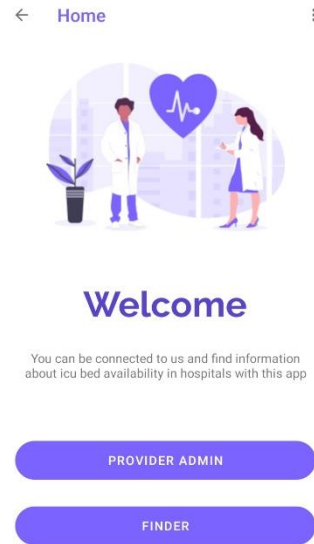 Home
Welcome
You can be connected to us and find information
about icu bed availability in hospitals with this app
PROVIDER ADMIN
FINDER